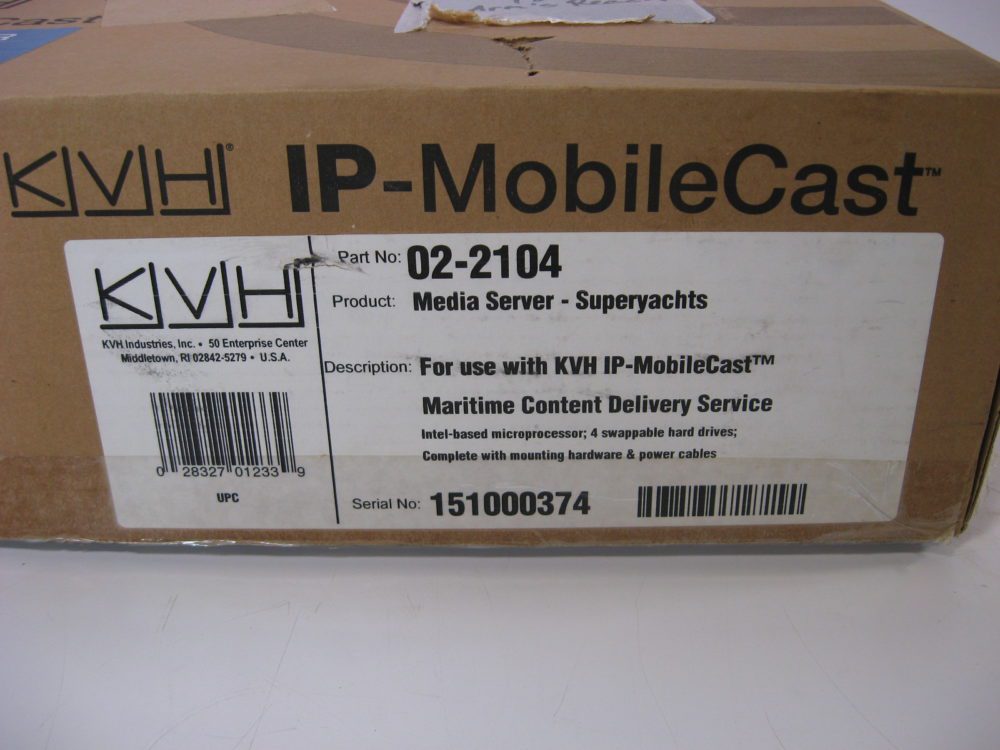 KVH® IP-MobileCast™
KVH
KVH Industries, Inc. • 50 Enterprise Center
Middletown, RI 02842-5279 • U.S.A.
0 28327 01233 9
UPC
Part No: 02-2104
Product: Media Server - Superyachts
Description: For use with KVH IP-MobileCast™
Maritime Content Delivery Service
Intel-based microprocessor; 4 swappable hard drives;
Complete with mounting hardware & power cables
Serial No: 151000374